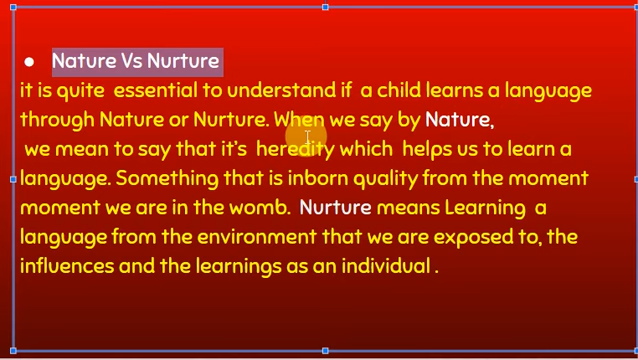 ● Nature Vs Nurture
it is quite essential to understand if a child learns a language
through Nature or Nurture. When we say by Nature,
we mean to say that it's heredity which helps us to learn a
language. Something that is inborn quality from the moment
moment we are in the womb. Nurture means Learning a
language from the environment that we are exposed to, the
influences and the learnings as an individual .